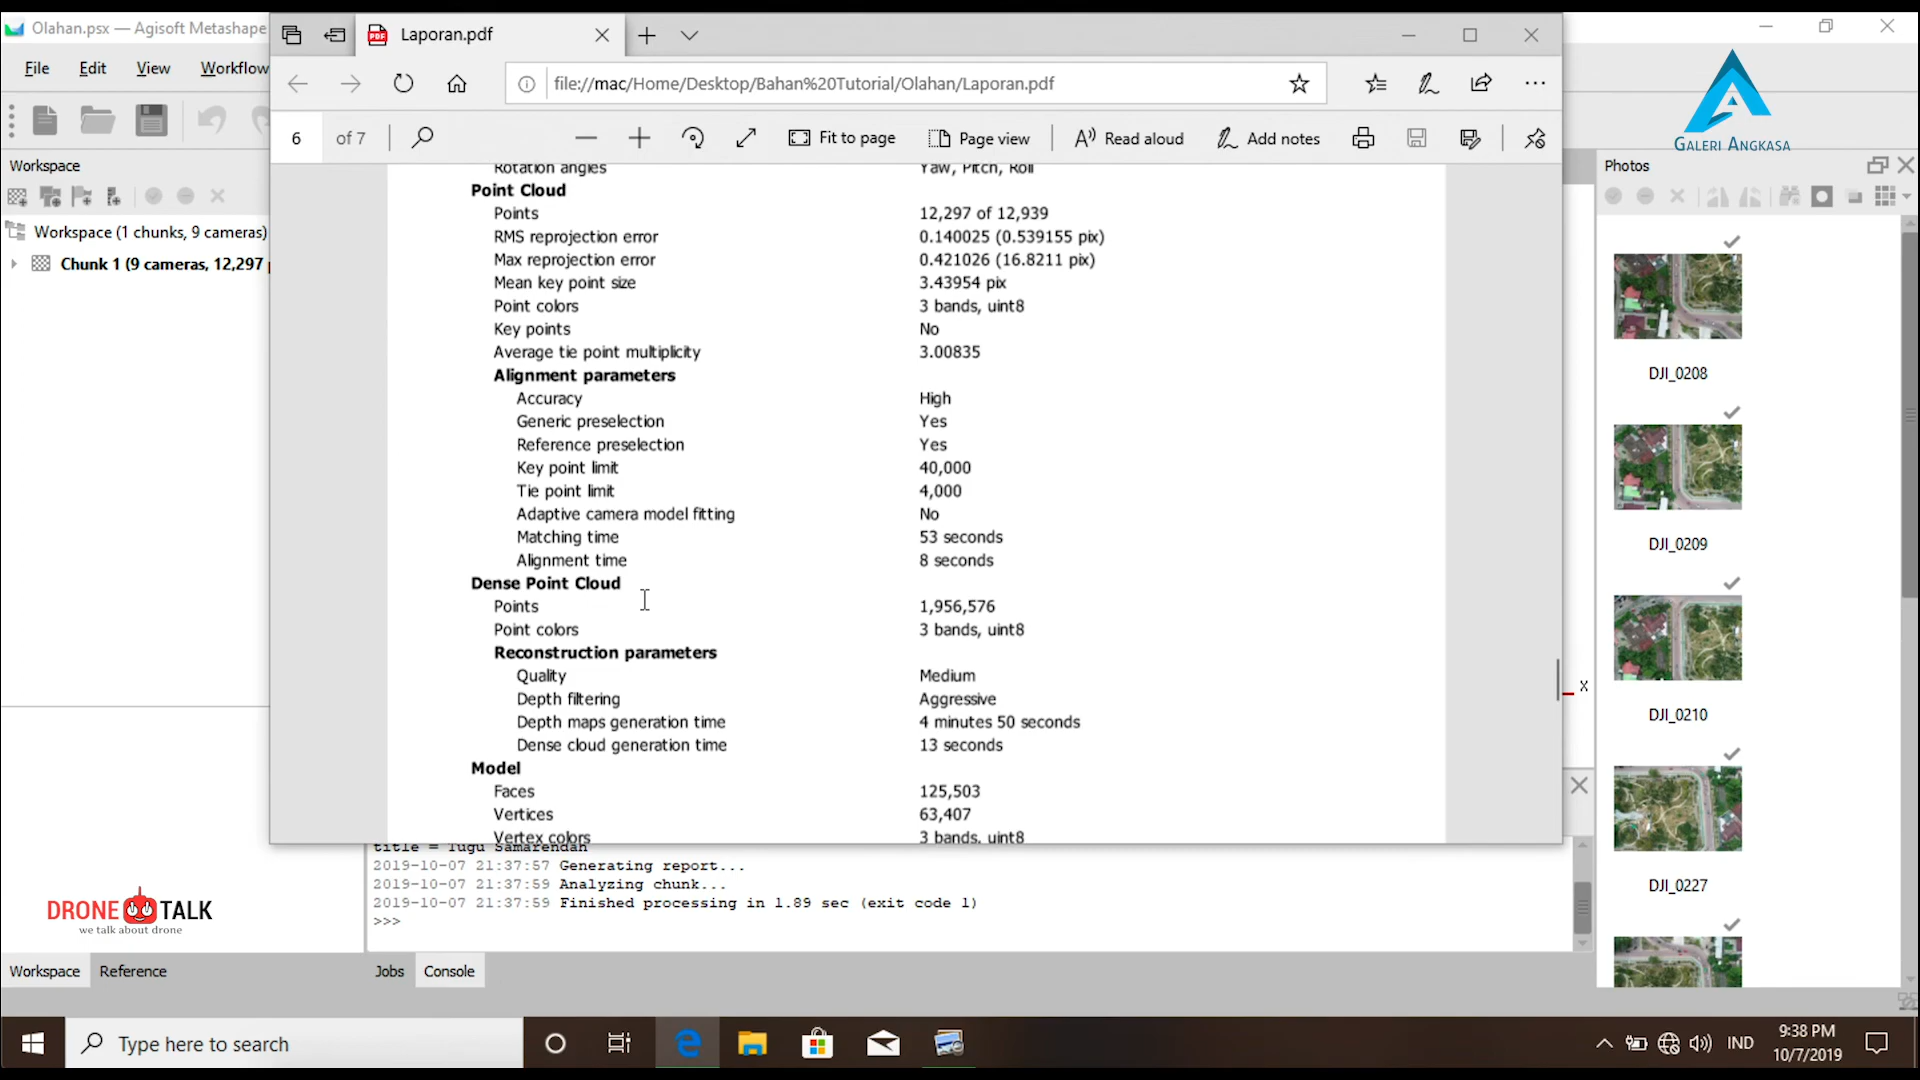 Olahan.psx — Agisoft Metashape
Laporan.pdf
File Edit View Workflow
file://mac/Home/Desktop/Bahan%20Tutorial/Olahan/Laporan.pdf
6 of 7
Fit to page
Page view
Read aloud
Add notes
GALERI ANGKASA
Workspace
Workspace (1 chunks, 9 cameras)
Chunk 1 (9 cameras, 12,297
Rotation angles Yaw, Pitch, Roll
Point Cloud
Points 12,297 of 12,939
RMS reprojection error 0.140025 (0.539155 pix)
Max reprojection error 0.421026 (16.8211 pix)
Mean key point size 3.43954 pix
Point colors 3 bands, uint8
Key points No
Average tie point multiplicity 3.00835
Alignment parameters
Accuracy High
Generic preselection Yes
Reference preselection Yes
Key point limit 40,000
Tie point limit 4,000
Adaptive camera model fitting No
Matching time 53 seconds
Alignment time 8 seconds
Dense Point Cloud
Points 1,956,576
Point colors 3 bands, uint8
Reconstruction parameters
Quality Medium
Depth filtering Aggressive
Depth maps generation time 4 minutes 50 seconds
Dense cloud generation time 13 seconds
Model
Faces 125,503
Vertices 63,407
Vertex colors 3 bands, uint8
X
Photos
DJI_0208
DJI_0209
DJI_0210
DJI_0227
title = Tugu Samarendah
2019-10-07 21:37:57 Generating report...
2019-10-07 21:37:59 Analyzing chunk...
2019-10-07 21:37:59 Finished processing in 1.89 sec (exit code 1)
>>>
DRONE TALK
we talk about drone
Workspace Reference
Jobs Console
Type here to search
IND
9:38 PM
10/7/2019